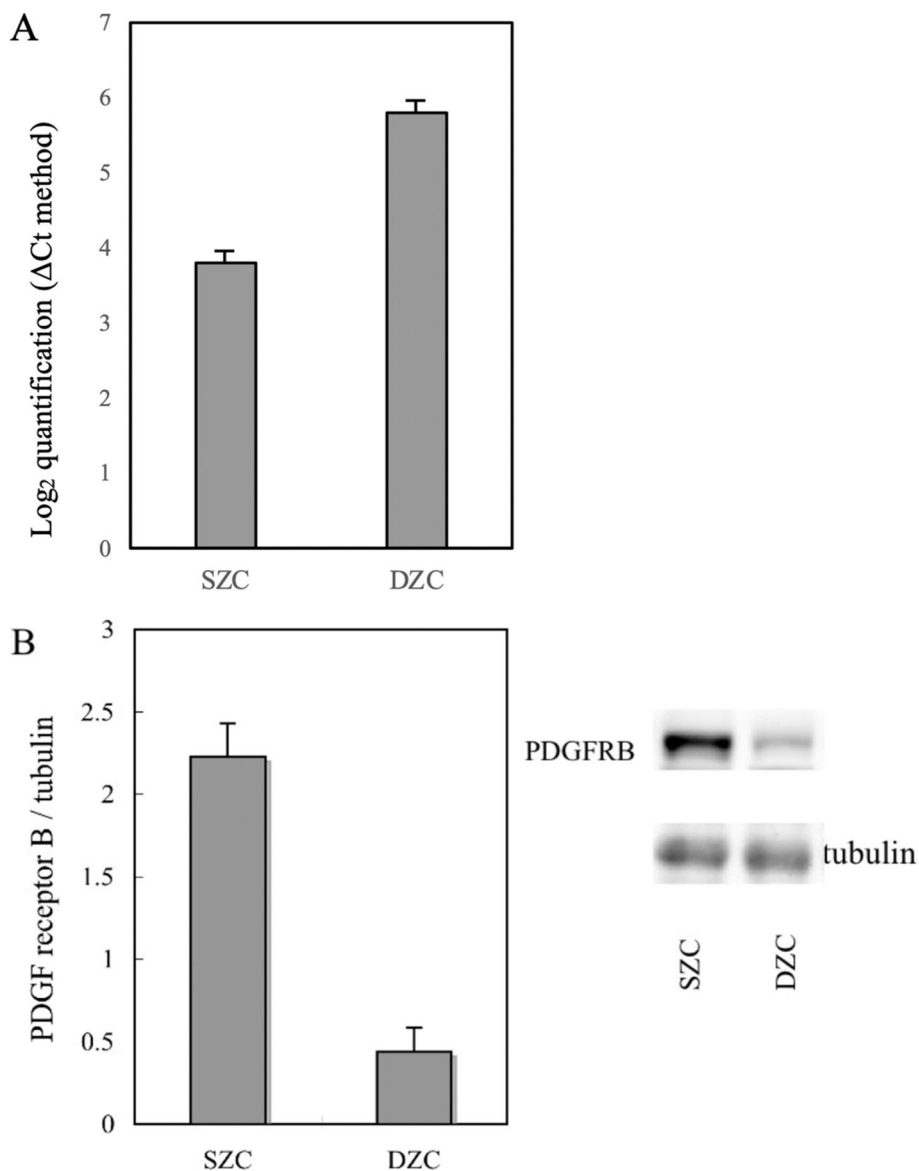 A
Log₂ quantification (ΔCt method)
7
6
5
4
3
2
1
0
SZC DZC
B
PDGF receptor B / tubulin
3
2.5
2
1.5
1
0.5
0
SZC DZC
PDGFRB
tubulin
SZC DZC